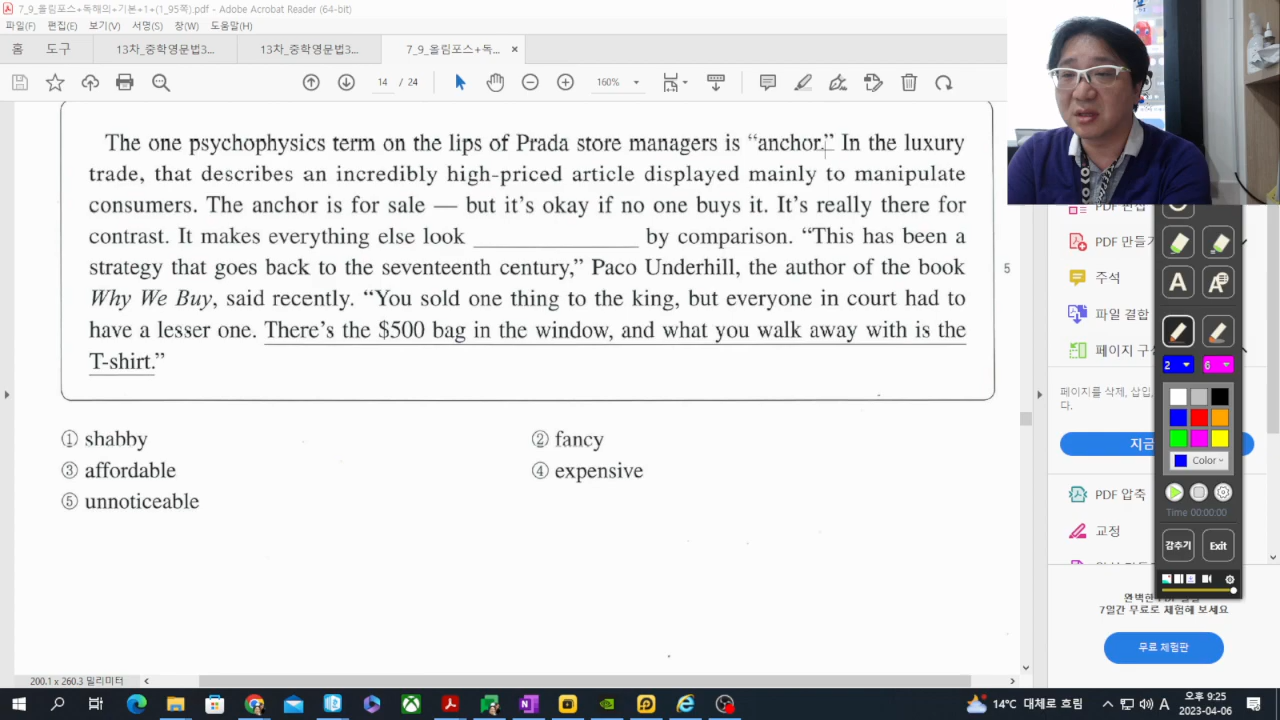 7_9_올림포스+독해의+기본+1+(1_95쪽).pdf - Adobe Acrobat Reader (64-bit)
파일(F) 편집(E) 보기(V) 서명(S) 창(W) 도움말(H)
홈 도구 13차_중학영문법3... 13차_중학영문법3... 7_9_올림포스+독... ×
14 / 24 160%
The one psychophysics term on the lips of Prada store managers is “anchor.” In the luxury
trade, that describes an incredibly high-priced article displayed mainly to manipulate
consumers. The anchor is for sale — but it’s okay if no one buys it. It’s really there for
contrast. It makes everything else look ____________ by comparison. “This has been a
strategy that goes back to the seventeenth century,” Paco Underhill, the author of the book 5
Why We Buy, said recently. “You sold one thing to the king, but everyone in court had to
have a lesser one. There’s the $500 bag in the window, and what you walk away with is the
T-shirt.”
① shabby ② fancy
③ affordable ④ expensive
⑤ unnoticeable
PDF 만들기
주석
파일 결합
페이지를 삭제, 삽입,
다.
지금
PDF 압축
교정
7일간 무료로 체험해 보세요
무료 체험판
A A
2 6
Color
Time 00:00:00
감추기 Exit
200.1 x 260.3 밀리미터
14°C 대체로 흐림 A 오후 9:25
2023-04-06